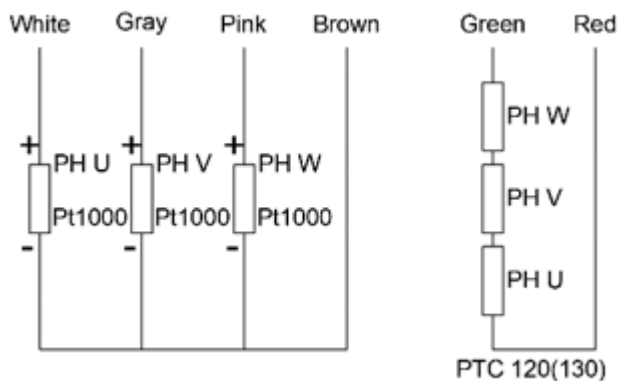 White Gray Pink Brown Green Red
+ PH U + PH V + PH W
Pt1000 Pt1000 Pt1000
- - -
PH W
PH V
PH U
PTC 120(130)